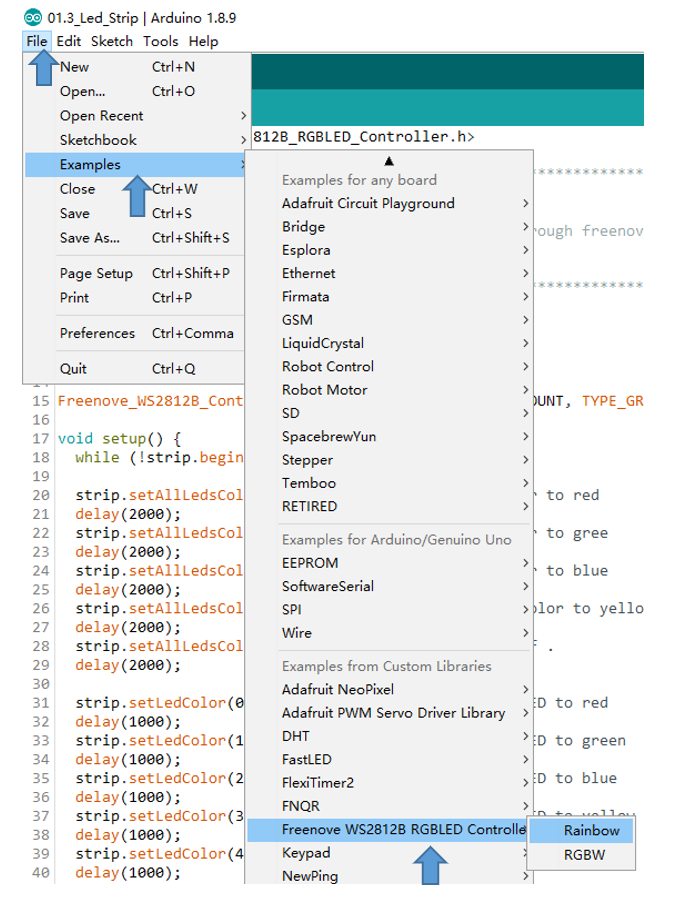 01.3_Led_Strip | Arduino 1.8.9
File Edit Sketch Tools Help
New Ctrl+N
Open... Ctrl+O
Open Recent
Sketchbook
Examples
Close Ctrl+W
Save Ctrl+S
Save As... Ctrl+Shift+S
Page Setup Ctrl+Shift+P
Print Ctrl+P
Preferences Ctrl+Comma
Quit Ctrl+Q
812B_RGBLED_Controller.h>
*************
rough freenov
*************
Examples for any board
Adafruit Circuit Playground
Bridge
Esplora
Ethernet
Firmata
GSM
LiquidCrystal
Robot Control
Robot Motor
SD
SpacebrewYun
Stepper
Temboo
RETIRED
Examples for Arduino/Genuino Uno
EEPROM
SoftwareSerial
SPI
Wire
Examples from Custom Libraries
Adafruit NeoPixel
Adafruit PWM Servo Driver Library
DHT
FastLED
FlexiTimer2
FNQR
Freenove WS2812B RGBLED Controlle
Keypad
NewPing
Rainbow
RGBW
15 Freenove_WS2812B_Cont OUNT, TYPE_GR
16
17 void setup() {
18 while (!strip.begin
19
20 strip.setAllLedsCol to red
21 delay(2000);
22 strip.setAllLedsCol to gree
23 delay(2000);
24 strip.setAllLedsCol to blue
25 delay(2000);
26 strip.setAllLedsCol olor to yello
27 delay(2000);
28 strip.setAllLedsCol .
29 delay(2000);
30
31 strip.setLedColor(0 ED to red
32 delay(1000);
33 strip.setLedColor(1 ED to green
34 delay(1000);
35 strip.setLedColor(2 ED to blue
36 delay(1000);
37 strip.setLedColor(3 ED to yellow
38 delay(1000);
39 strip.setLedColor(4
40 delay(1000);